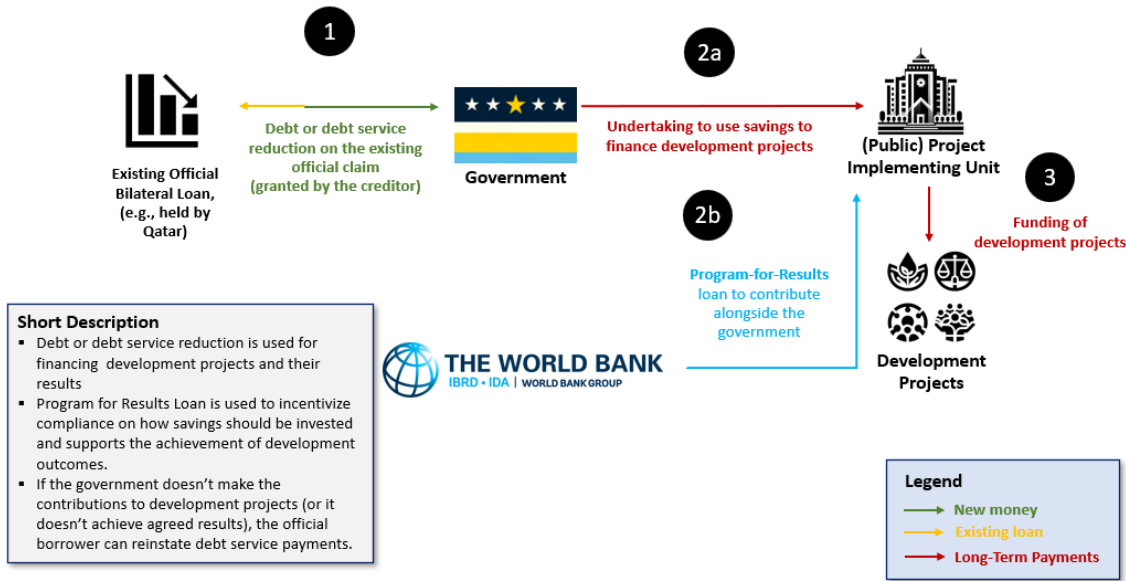 1
2a
Debt or debt service
reduction on the existing
official claim
(granted by the creditor)
Undertaking to use savings to
finance development projects
Existing Official
Bilateral Loan,
(e.g., held by
Qatar)
Government
(Public) Project
Implementing Unit
3
Funding of
development projects
2b
Program-for-Results
loan to contribute
alongside the
government
Development
Projects
THE WORLD BANK
IBRD • IDA | WORLD BANK GROUP
Short Description
▪ Debt or debt service reduction is used for
financing development projects and their
results
▪ Program for Results Loan is used to incentivize
compliance on how savings should be invested
and supports the achievement of development
outcomes.
▪ If the government doesn’t make the
contributions to development projects (or it
doesn’t achieve agreed results), the official
borrower can reinstate debt service payments.
Legend
New money
Existing loan
Long-Term Payments